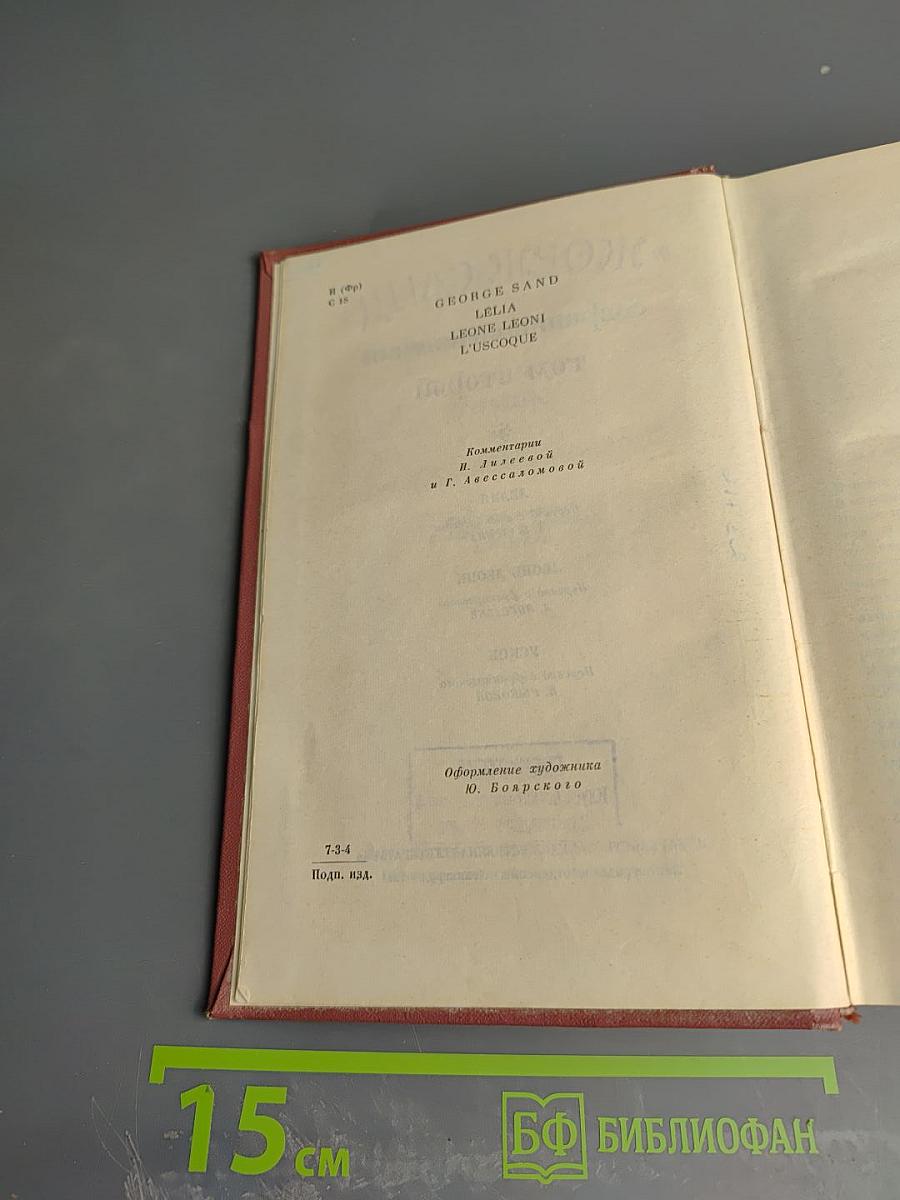 И (Фр)
С 18
GEORGE SAND
LÉLIA
LEONE LEONI
L'USCOQUE
Комментарии
И. Лилеевой
и Г. Авессаломовой
Оформление художника
Ю. Боярского
7-3-4
Подп. изд.
15 см
БФ БИБЛИОФАН